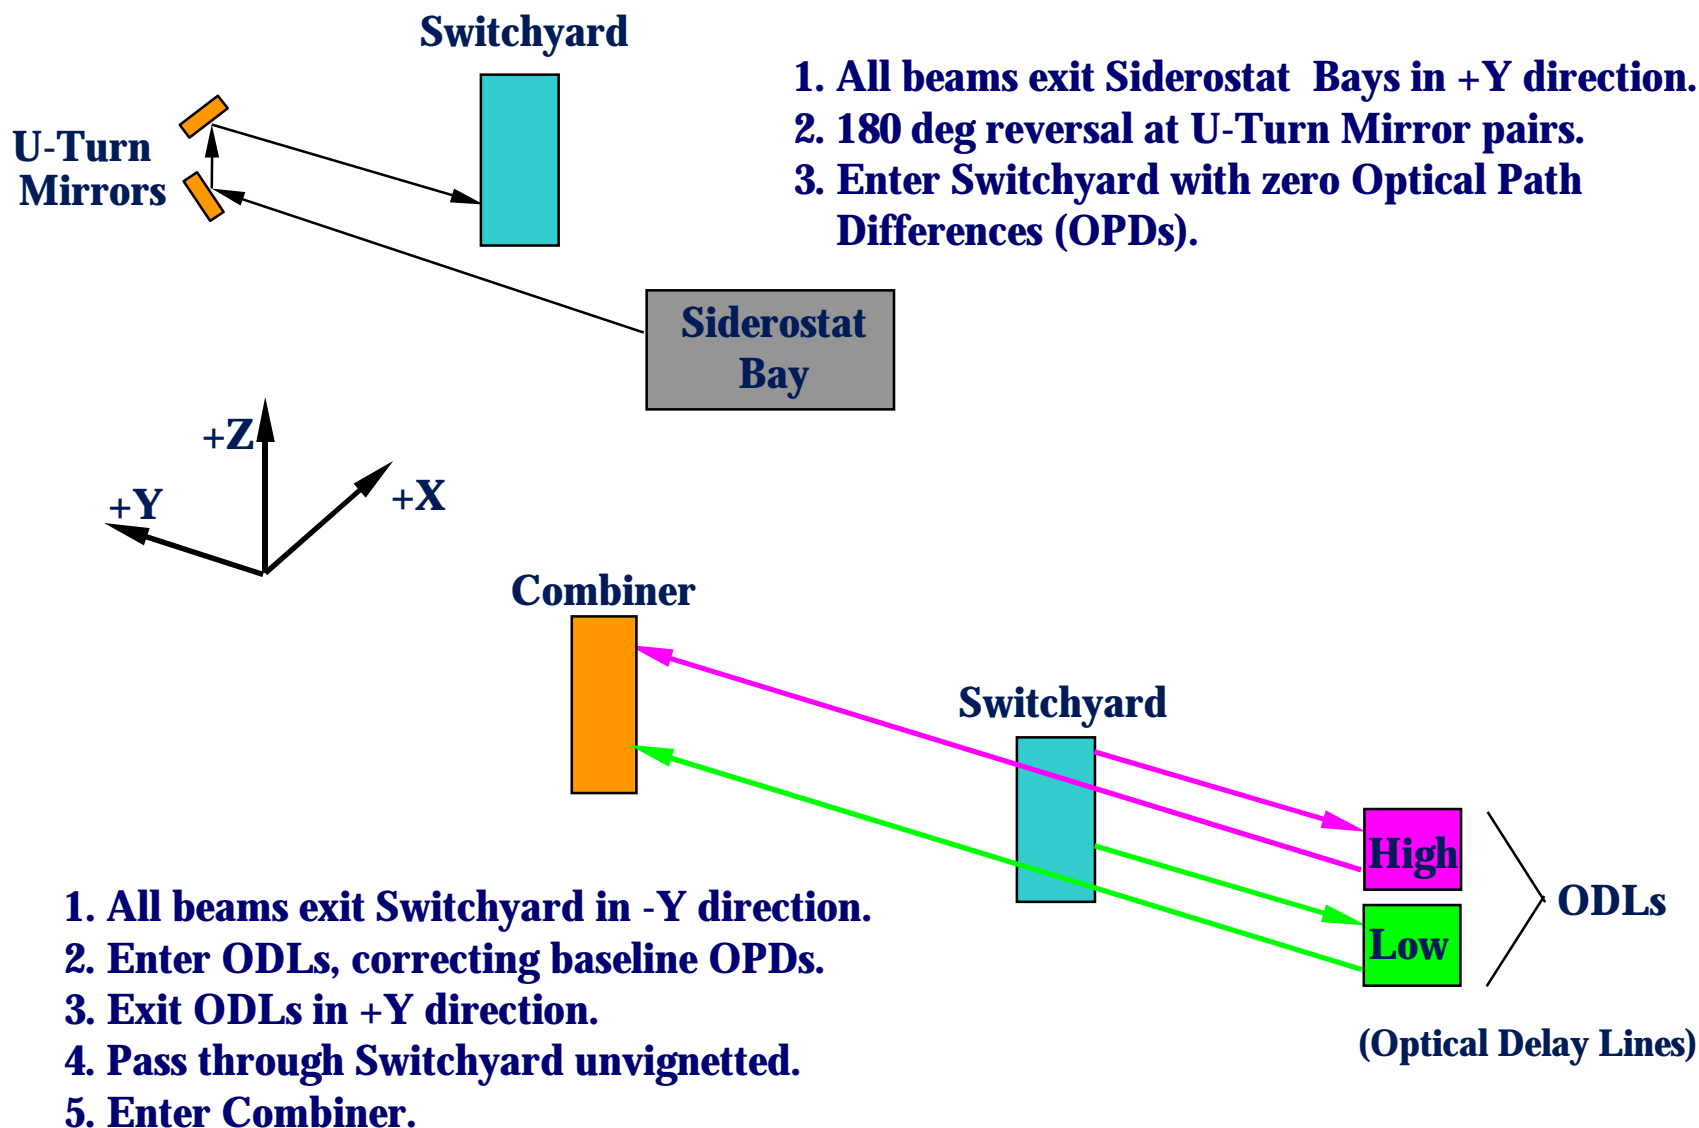 Switchyard
1. All beams exit Siderostat  Bays in +Y direction.
2. 180 deg reversal at U-Turn Mirror pairs.
3. Enter Switchyard with zero Optical Path
Differences (OPDs).
U-Turn
Mirrors
Siderostat
Bay
+Z
+Y
+X
Combiner
Switchyard
High
Low
ODLs
(Optical Delay Lines)
1. All beams exit Switchyard in -Y direction.
2. Enter ODLs, correcting baseline OPDs.
3. Exit ODLs in +Y direction.
4. Pass through Switchyard unvignetted.
5. Enter Combiner.